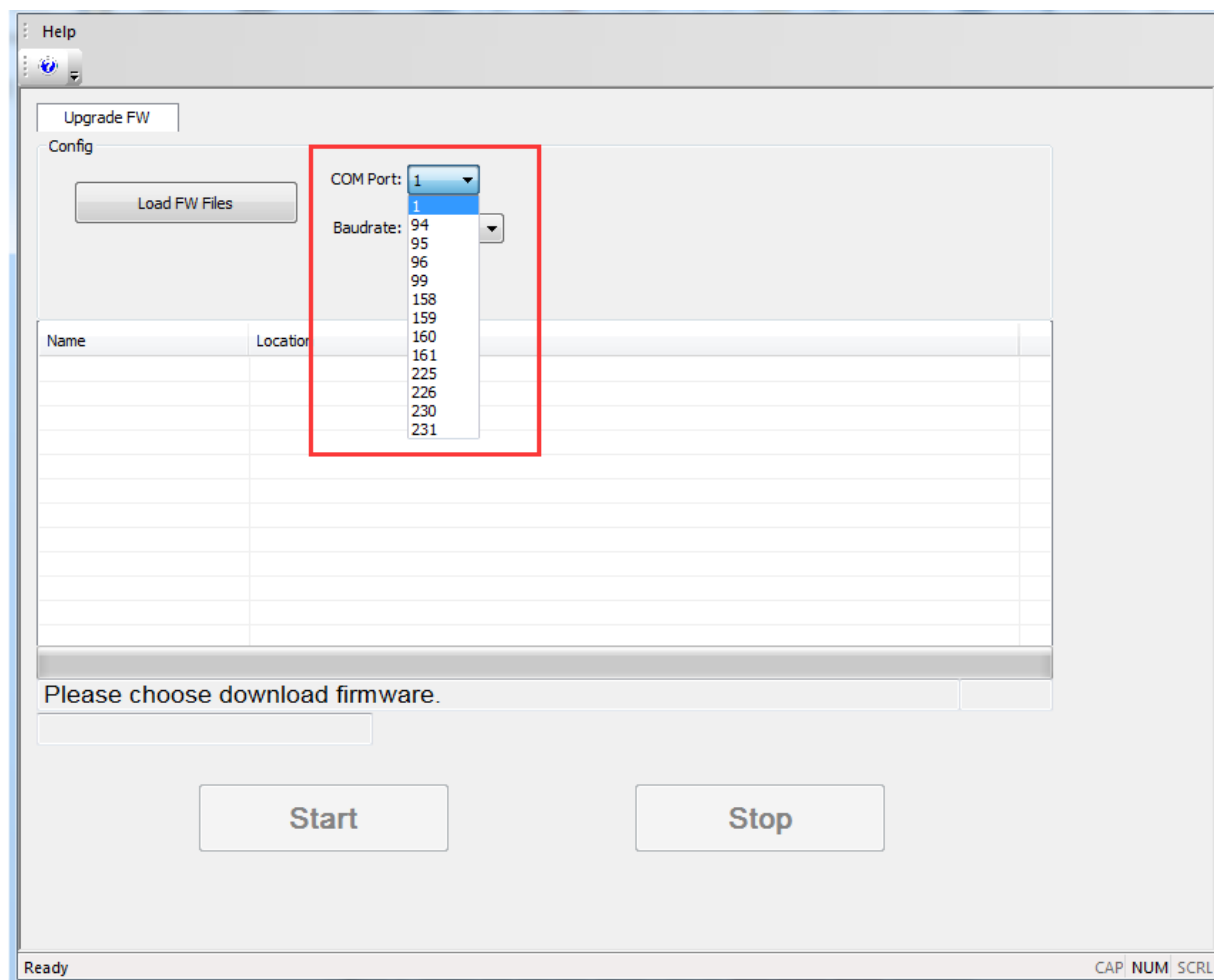 Help
Upgrade FW
Config
Load FW Files
COM Port: 1
1
Baudrate:
94
95
96
99
158
159
160
161
225
226
230
231
Name Location
Please choose download firmware.
Start Stop
Ready CAP NUM SCRL